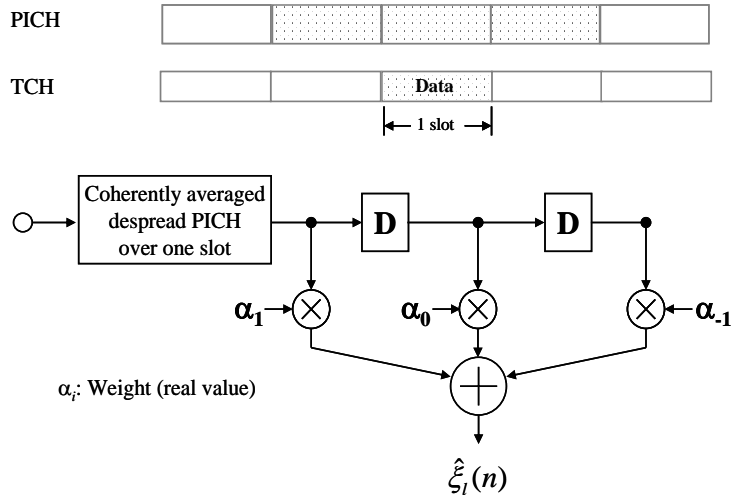 PICH
TCH
Data
1 slot
Coherently averaged
despread PICH
over one slot
D
D
α₁
α₀
α₋₁
αᵢ: Weight (real value)
ξ̂ₗ(n)